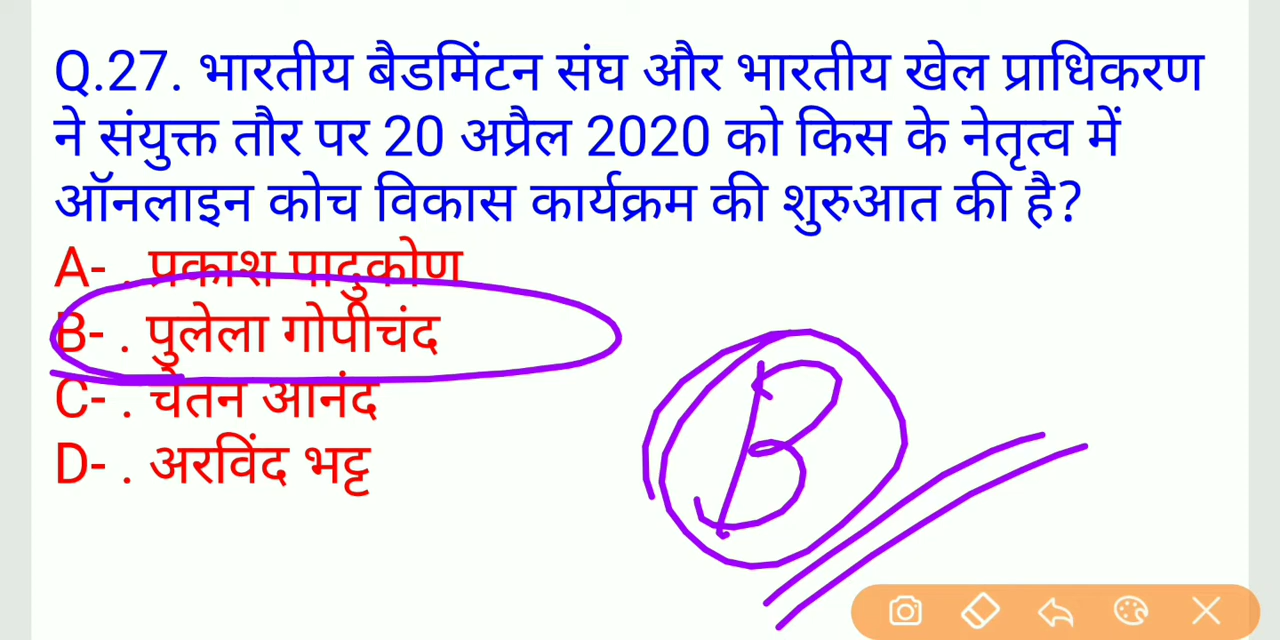 Q.27. भारतीय बैडमिंटन संघ और भारतीय खेल प्राधिकरण
ने संयुक्त तौर पर 20 अप्रैल 2020 को किस के नेतृत्व में
ऑनलाइन कोच विकास कार्यक्रम की शुरुआत की है?
A- . प्रकाश पादुकोण
B- . पुलेला गोपीचंद
C- . चेतन आनंद
D- . अरविंद भट्ट
B